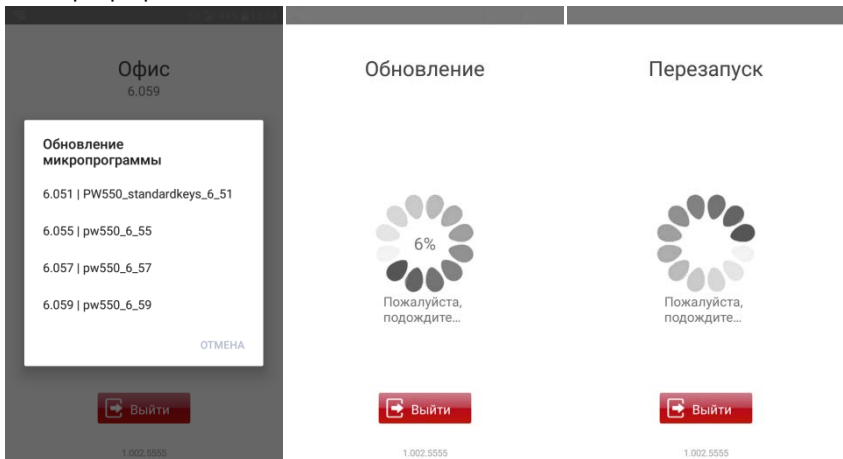 Офис
6.059
Обновление
микропрограммы
6.051 | PW550_standardkeys_6_51
6.055 | pw550_6_55
6.057 | pw550_6_57
6.059 | pw550_6_59
ОТМЕНА
Выйти
1.002.5555
Обновление
6%
Пожалуйста,
подождите...
Выйти
1.002.5555
Перезапуск
Пожалуйста,
подождите...
Выйти
1.002.5555